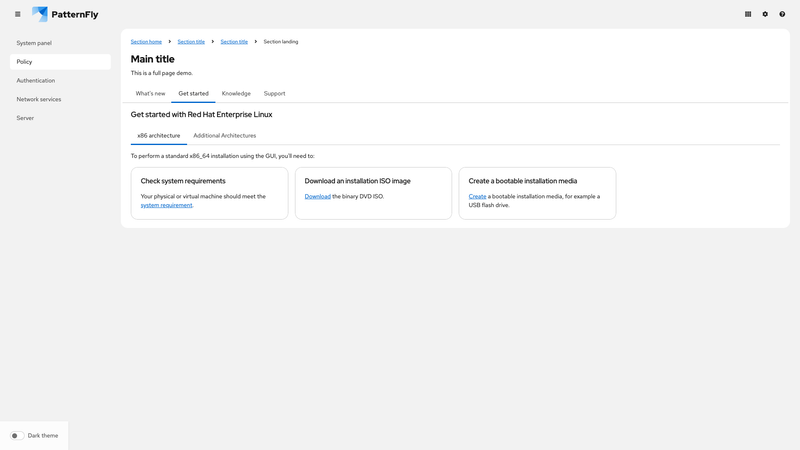 PatternFly
System panel
Policy
Authentication
Network services
Server
Section home > Section title > Section title > Section landing
Main title
This is a full page demo.
What's new Get started Knowledge Support
Get started with Red Hat Enterprise Linux
x86 architecture Additional Architectures
To perform a standard x86_64 installation using the GUI, you'll need to:
Check system requirements
Your physical or virtual machine should meet the
system requirement.
Download an installation ISO image
Download the binary DVD ISO.
Create a bootable installation media
Create a bootable installation media, for example a
USB flash drive.
Dark theme